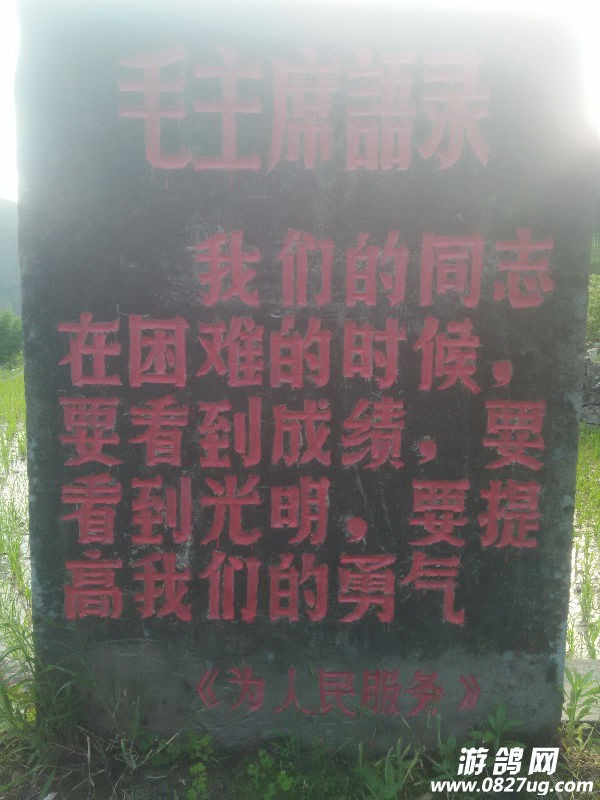 毛主席語录
我们的同志
在困难的时候，
要看到成绩，要
看到光明，要提
高我们的勇气
《为人民服务》
游鸽网
www.0827ug.com